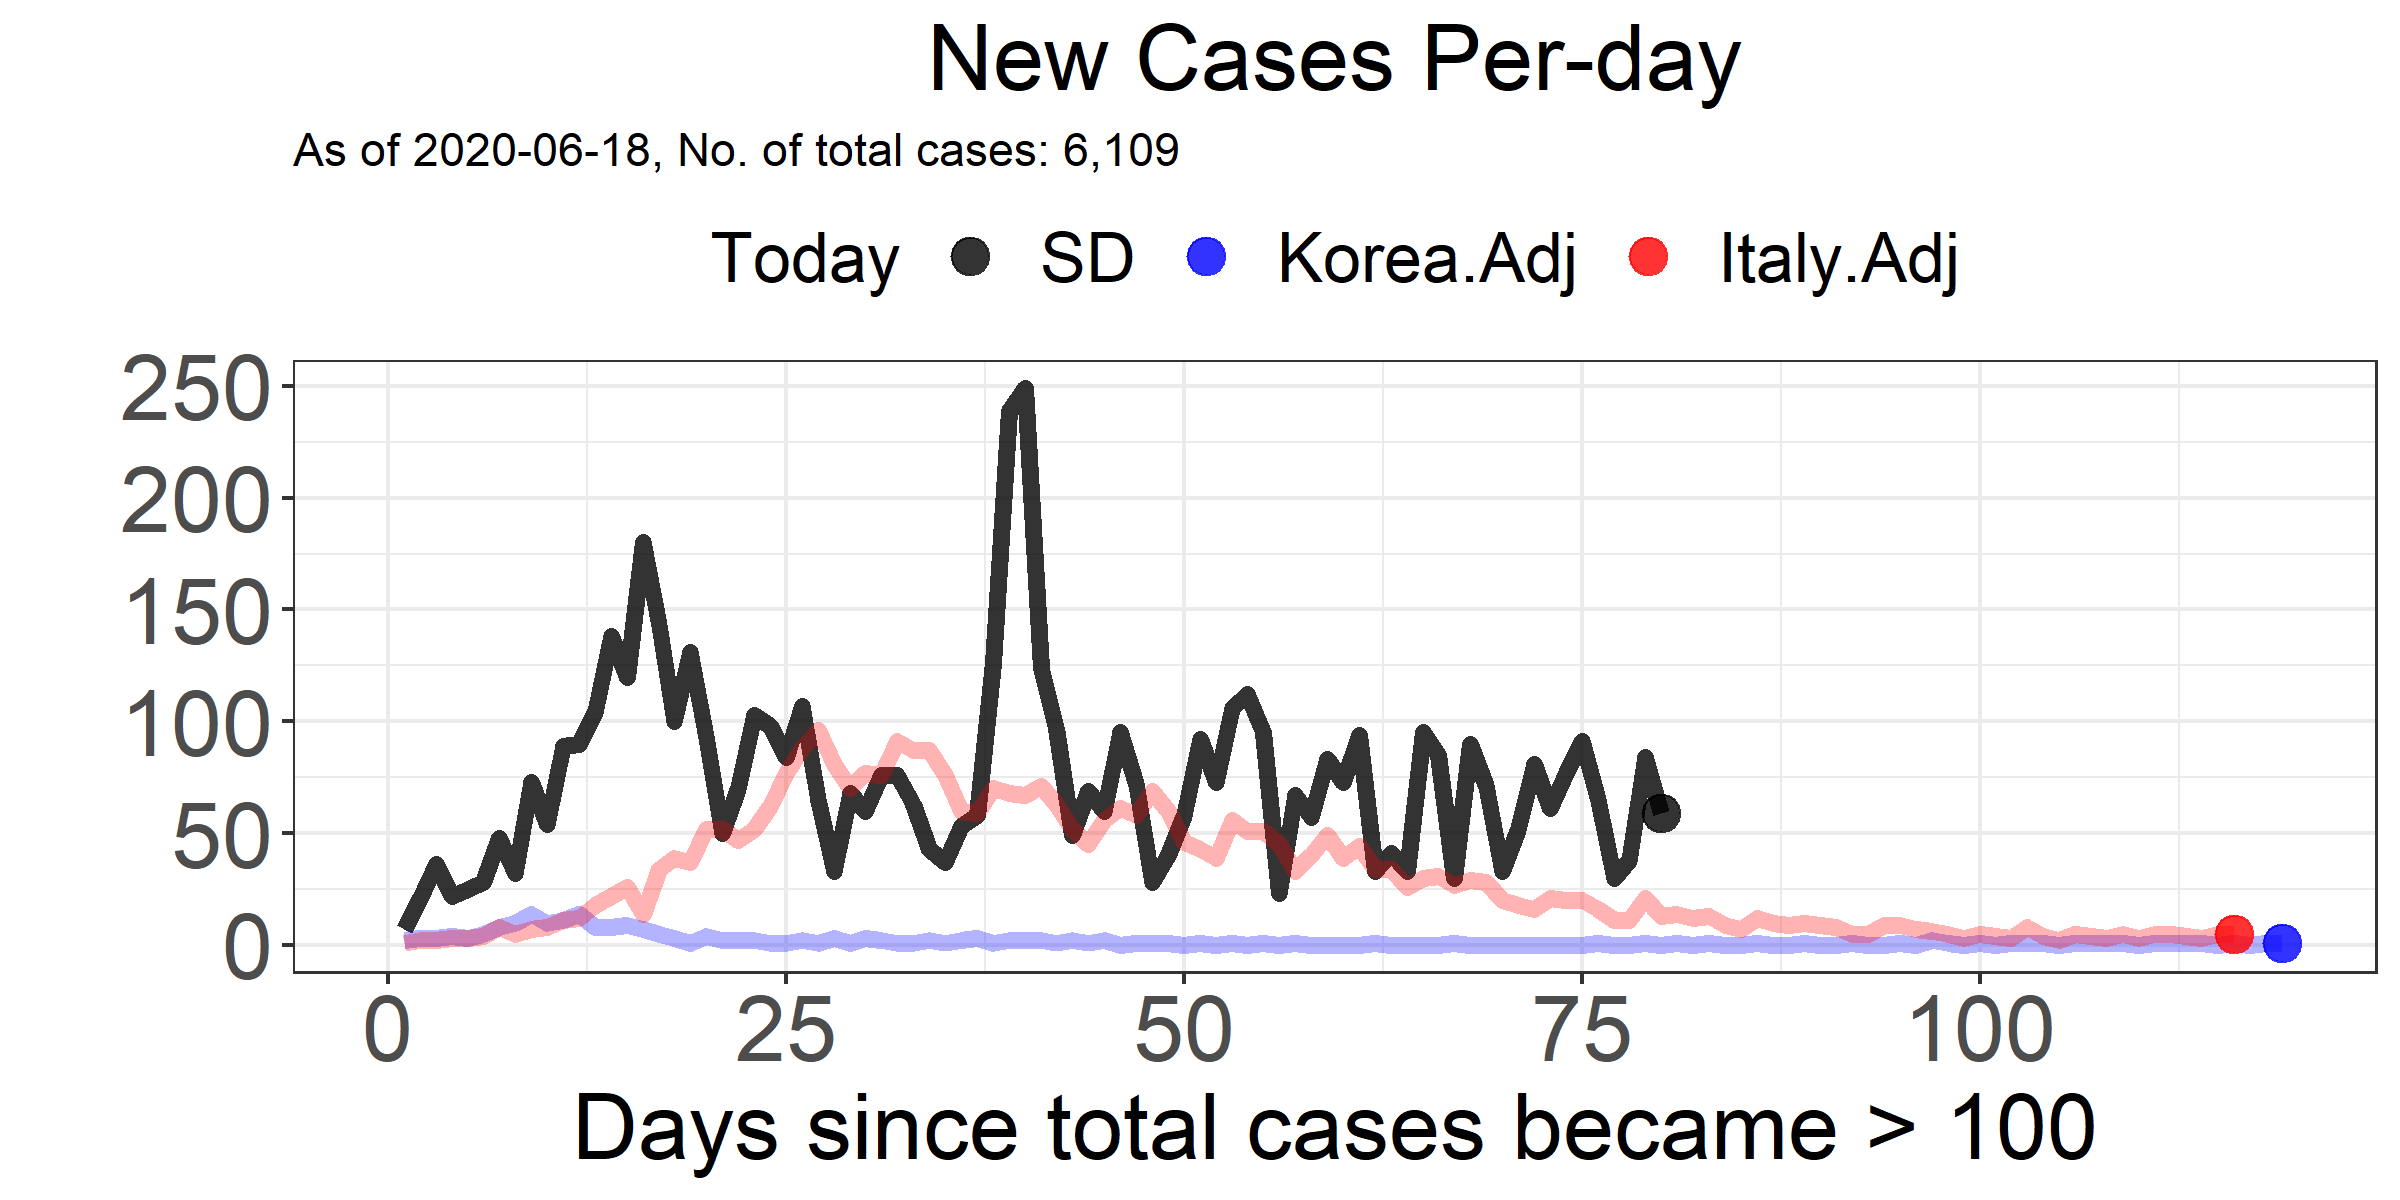 New Cases Per-day
As of 2020-06-18, No. of total cases: 6,109
Today SD Korea.Adj Italy.Adj
250
200
150
100
50
0
0 25 50 75 100
Days since total cases became > 100